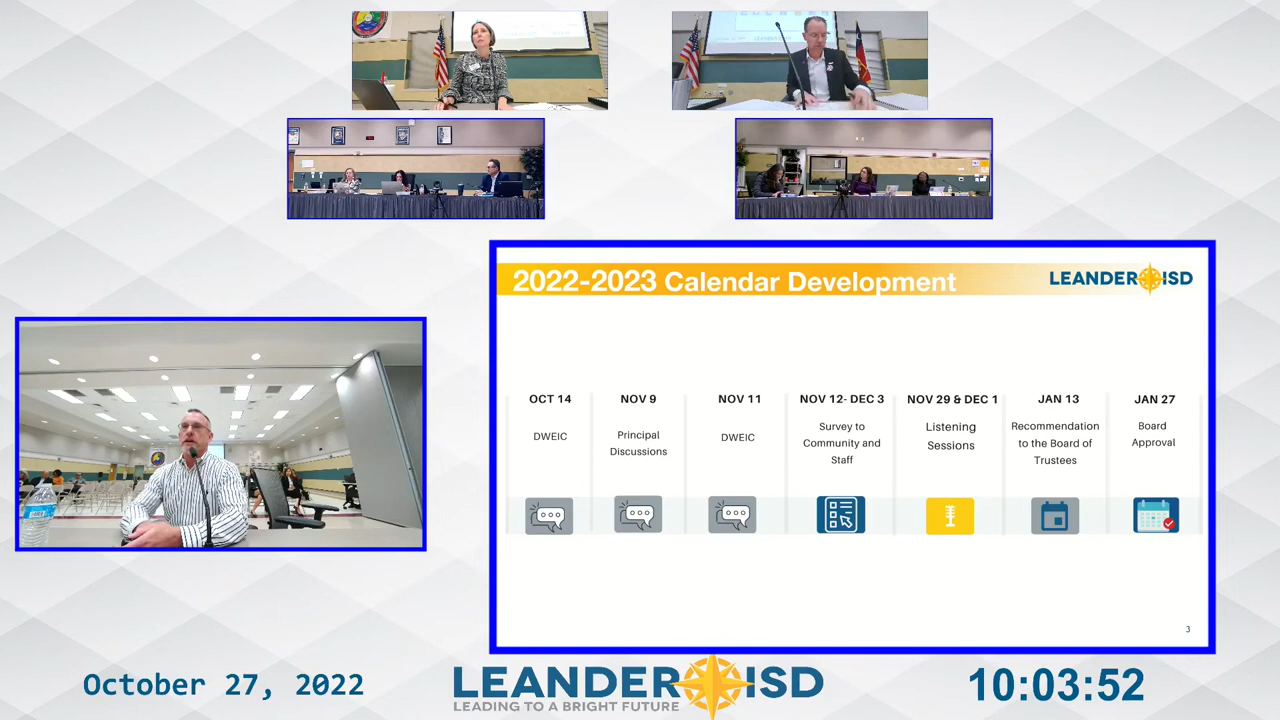 2022-2023 Calendar Development
LEANDER ISD
OCT 14
DWEIC
NOV 9
Principal
Discussions
NOV 11
DWEIC
NOV 12- DEC 3
Survey to
Community and
Staff
NOV 29 & DEC 1
Listening
Sessions
JAN 13
Recommendation
to the Board of
Trustees
JAN 27
Board
Approval
3
October 27, 2022
LEANDER ISD
LEADING TO A BRIGHT FUTURE
10:03:52